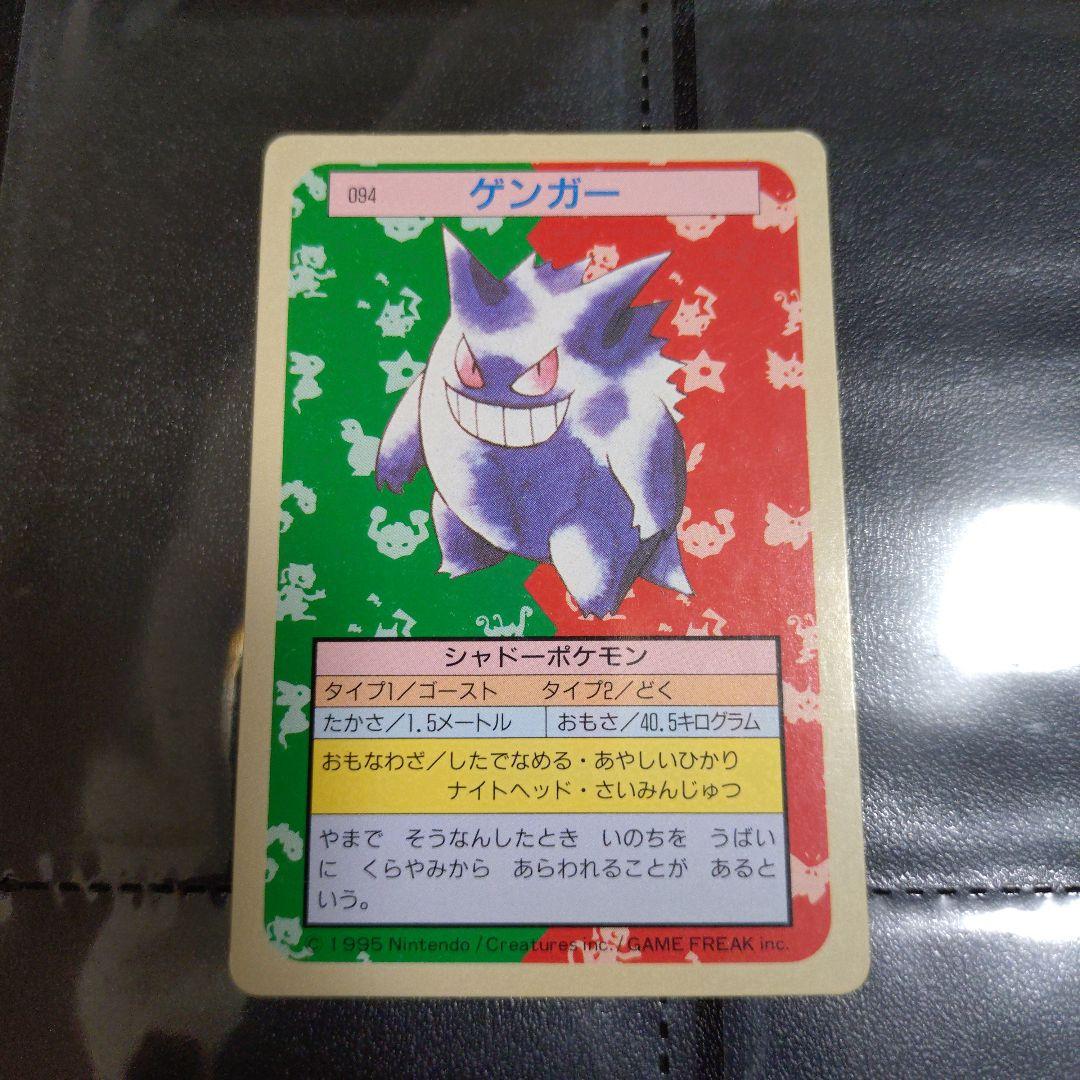 094 ゲンガー
シャドーポケモン
タイプ1/ゴースト タイプ2/どく
たかさ/1.5メートル おもさ/40.5キログラム
おもなわざ/したでなめる・あやしいひかり
ナイトヘッド・さいみんじゅつ
やまで そうなんしたとき いのちを うばい
に くらやみから あらわれることが あると
いう。
© 1995 Nintendo / Creatures inc. / GAME FREAK inc.